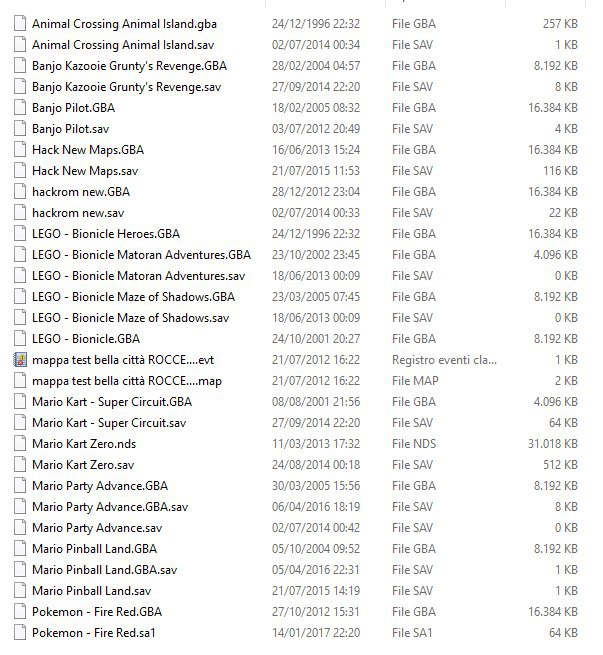 Animal Crossing Animal Island.gba 24/12/1996 22:32 File GBA 257 KB
Animal Crossing Animal Island.sav 02/07/2014 00:34 File SAV 1 KB
Banjo Kazooie Grunty's Revenge.GBA 28/02/2004 04:57 File GBA 8.192 KB
Banjo Kazooie Grunty's Revenge.sav 27/09/2014 22:20 File SAV 8 KB
Banjo Pilot.GBA 18/02/2005 08:32 File GBA 16.384 KB
Banjo Pilot.sav 03/07/2012 20:49 File SAV 4 KB
Hack New Maps.GBA 16/06/2013 15:24 File GBA 16.384 KB
Hack New Maps.sav 21/07/2015 11:53 File SAV 116 KB
hackrom new.GBA 28/12/2012 23:04 File GBA 16.384 KB
hackrom new.sav 02/07/2014 00:33 File SAV 22 KB
LEGO - Bionicle Heroes.GBA 24/12/1996 22:32 File GBA 16.384 KB
LEGO - Bionicle Matoran Adventures.GBA 23/10/2002 23:45 File GBA 4.096 KB
LEGO - Bionicle Matoran Adventures.sav 18/06/2013 00:09 File SAV 0 KB
LEGO - Bionicle Maze of Shadows.GBA 23/03/2005 07:45 File GBA 8.192 KB
LEGO - Bionicle Maze of Shadows.sav 18/06/2013 00:09 File SAV 0 KB
LEGO - Bionicle.GBA 24/10/2001 20:27 File GBA 8.192 KB
mappa test bella città ROCCE....evt 21/07/2012 16:22 Registro eventi cla... 1 KB
mappa test bella città ROCCE....map 21/07/2012 16:22 File MAP 2 KB
Mario Kart - Super Circuit.GBA 08/08/2001 21:56 File GBA 4.096 KB
Mario Kart - Super Circuit.sav 27/09/2014 22:20 File SAV 64 KB
Mario Kart Zero.nds 11/03/2013 17:32 File NDS 31.018 KB
Mario Kart Zero.sav 24/08/2014 00:18 File SAV 512 KB
Mario Party Advance.GBA 30/03/2005 15:56 File GBA 8.192 KB
Mario Party Advance.GBA.sav 06/04/2016 18:19 File SAV 8 KB
Mario Party Advance.sav 02/07/2014 00:42 File SAV 0 KB
Mario Pinball Land.GBA 05/10/2004 09:52 File GBA 8.192 KB
Mario Pinball Land.GBA.sav 05/04/2016 22:31 File SAV 1 KB
Mario Pinball Land.sav 21/07/2015 14:19 File SAV 1 KB
Pokemon - Fire Red.GBA 27/10/2012 15:31 File GBA 16.384 KB
Pokemon - Fire Red.sa1 14/01/2017 22:20 File SA1 64 KB